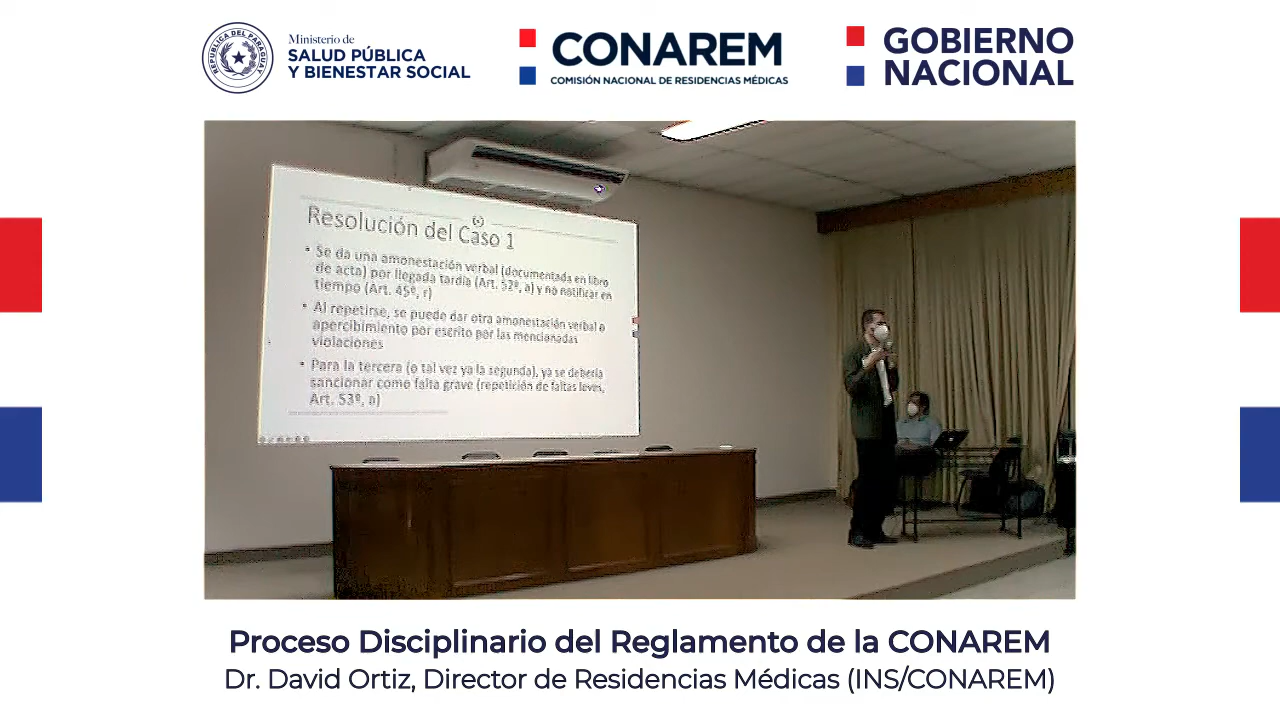 REPUBLICA DEL PARAGUAY
Ministerio de
SALUD PÚBLICA
Y BIENESTAR SOCIAL
CONAREM
COMISIÓN NACIONAL DE RESIDENCIAS MÉDICAS
GOBIERNO
NACIONAL
Resolución del Caso 1
• Se da una amonestación verbal (documentada en libro
de acta) por llegada tardía (Art. 52º, a) y no notificar en
tiempo (Art. 45º, r)
• Al repetirse, se puede dar otra amonestación verbal o
apercibimiento por escrito por las mencionadas
violaciones
• Para la tercera (o tal vez ya la segunda), ya se debería
sancionar como falta grave (repetición de faltas leves,
Art. 53º, a)
Proceso Disciplinario del Reglamento de la CONAREM
Dr. David Ortiz, Director de Residencias Médicas (INS/CONAREM)